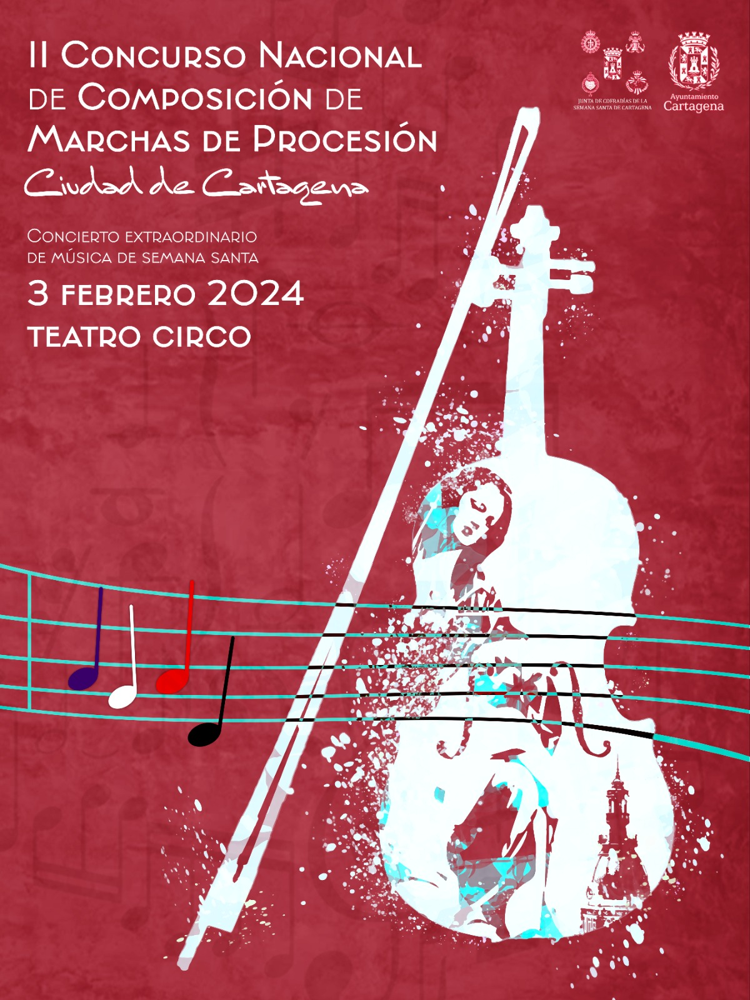 II Concurso Nacional
de Composición de
Marchas de Procesión
Ciudad de Cartagena
Concierto extraordinario
de música de Semana Santa
3 febrero 2024
Teatro Circo
JUNTA DE COFRADÍAS DE LA
SEMANA SANTA DE CARTAGENA
Ayuntamiento
Cartagena